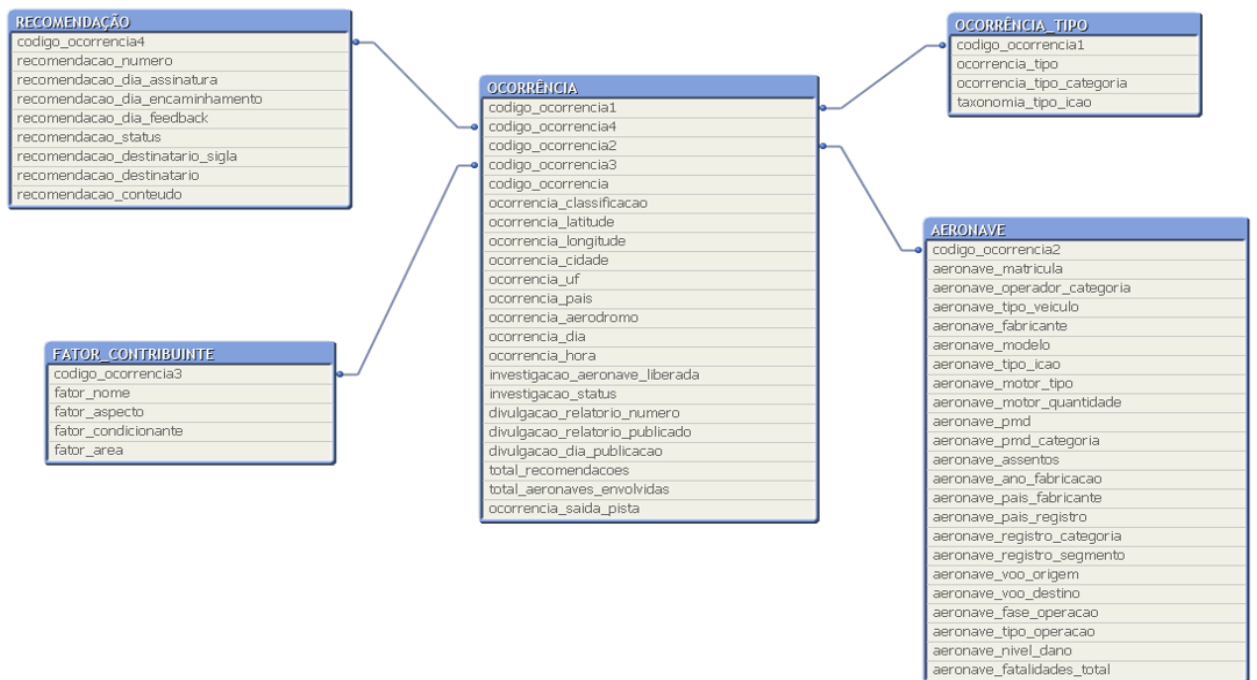 RECOMENDAÇÃO
codigo_ocorrencia4
recomendacao_numero
recomendacao_dia_assinatura
recomendacao_dia_encaminhamento
recomendacao_dia_feedback
recomendacao_status
recomendacao_destinatario_sigla
recomendacao_destinatario
recomendacao_conteudo
FATOR_CONTRIBUINTE
codigo_ocorrencia3
fator_nome
fator_aspecto
fator_condicionante
fator_area
OCORRÊNCIA
codigo_ocorrencia1
codigo_ocorrencia4
codigo_ocorrencia2
codigo_ocorrencia3
codigo_ocorrencia
ocorrencia_classificacao
ocorrencia_latitude
ocorrencia_longitude
ocorrencia_cidade
ocorrencia_uf
ocorrencia_pais
ocorrencia_aerodromo
ocorrencia_dia
ocorrencia_hora
investigacao_aeronave_liberada
investigacao_status
divulgacao_relatorio_numero
divulgacao_relatorio_publicado
divulgacao_dia_publicacao
total_recomendacoes
total_aeronaves_envolvidas
ocorrencia_saida_pista
OCORRÊNCIA_TIPO
codigo_ocorrencia1
ocorrencia_tipo
ocorrencia_tipo_categoria
taxonomia_tipo_icao
AERONAVE
codigo_ocorrencia2
aeronave_matricula
aeronave_operador_categoria
aeronave_tipo_veiculo
aeronave_fabricante
aeronave_modelo
aeronave_tipo_icao
aeronave_motor_tipo
aeronave_motor_quantidade
aeronave_pmd
aeronave_pmd_categoria
aeronave_assentos
aeronave_ano_fabricacao
aeronave_pais_fabricante
aeronave_pais_registro
aeronave_registro_categoria
aeronave_registro_segmento
aeronave_voo_origem
aeronave_voo_destino
aeronave_fase_operacao
aeronave_tipo_operacao
aeronave_nivel_dano
aeronave_fatalidades_total